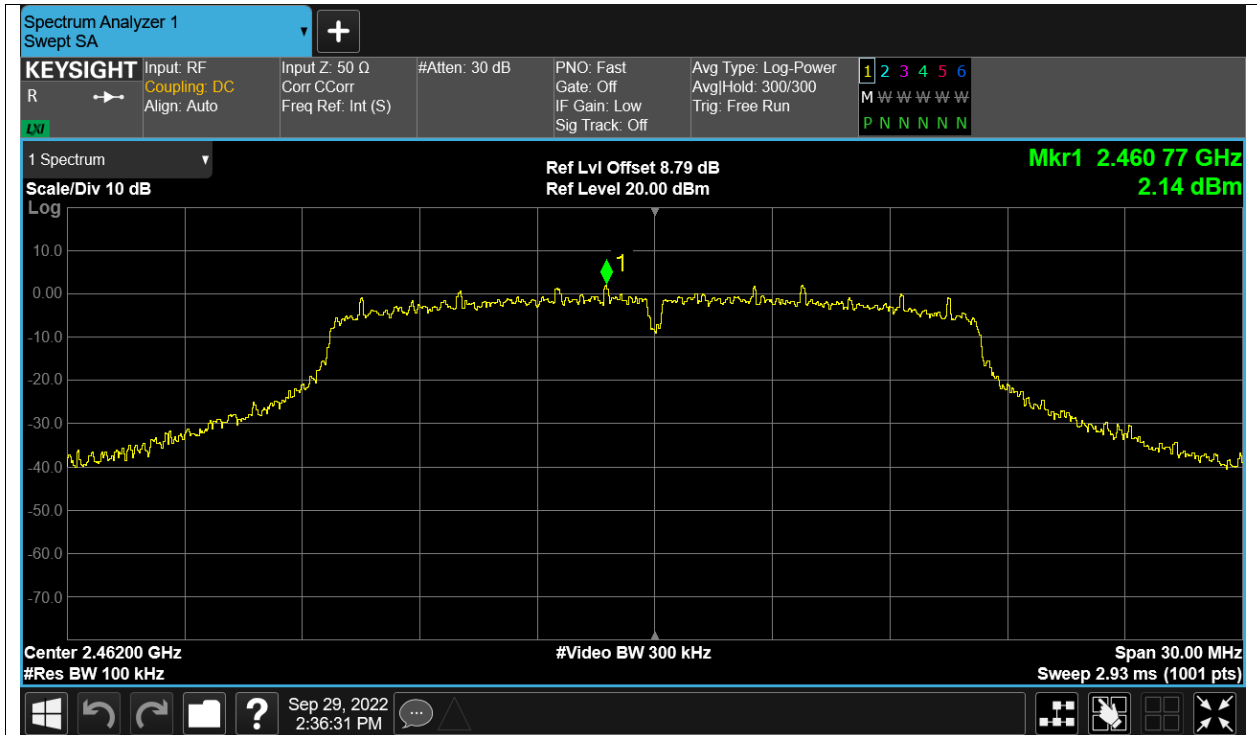 Spectrum Analyzer 1
Swept SA
KEYSIGHT
R
LXI
Input: RF
Coupling: DC
Align: Auto
Input Z: 50 Ω
Corr CCorr
Freq Ref: Int (S)
#Atten: 30 dB
PNO: Fast
Gate: Off
IF Gain: Low
Sig Track: Off
Avg Type: Log-Power
Avg|Hold: 300/300
Trig: Free Run
1 2 3 4 5 6
M W W W W W
P N N N N N
1 Spectrum
Scale/Div 10 dB
Log
Ref Lvl Offset 8.79 dB
Ref Level 20.00 dBm
Mkr1 2.460 77 GHz
2.14 dBm
1
10.0
0.00
-10.0
-20.0
-30.0
-40.0
-50.0
-60.0
-70.0
Center 2.46200 GHz
#Res BW 100 kHz
#Video BW 300 kHz
Span 30.00 MHz
Sweep 2.93 ms (1001 pts)
?
Sep 29, 2022
2:36:31 PM